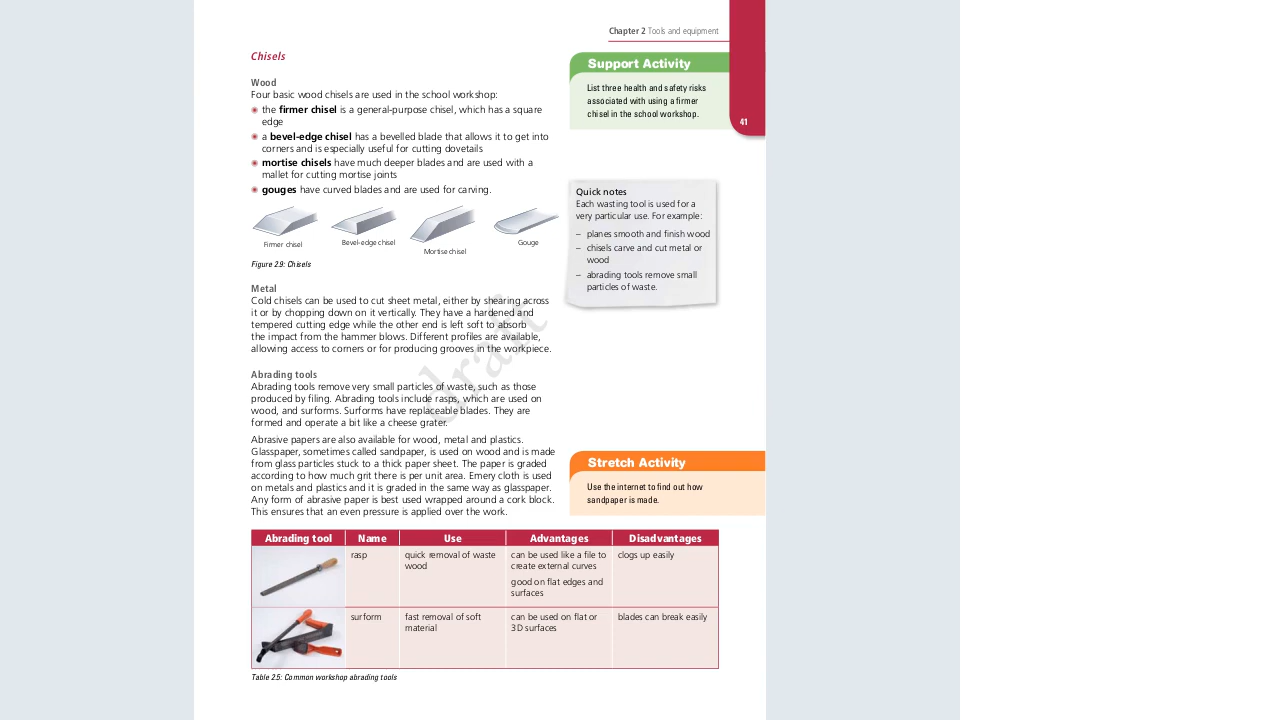 Chapter 2 Tools and equipment
41
Chisels
Wood
Four basic wood chisels are used in the school workshop:
the firmer chisel is a general-purpose chisel, which has a square
edge
a bevel-edge chisel has a bevelled blade that allows it to get into
corners and is especially useful for cutting dovetails
mortise chisels have much deeper blades and are used with a
mallet for cutting mortise joints
gouges have curved blades and are used for carving.
Firmer chisel
Bevel-edge chisel
Mortise chisel
Gouge
Figure 2.9: Chisels
Metal
Cold chisels can be used to cut sheet metal, either by shearing across
it or by chopping down on it vertically. They have a hardened and
tempered cutting edge while the other end is left soft to absorb
the impact from the hammer blows. Different profiles are available,
allowing access to corners or for producing grooves in the workpiece.
Abrading tools
Abrading tools remove very small particles of waste, such as those
produced by filing. Abrading tools include rasps, which are used on
wood, and surforms. Surforms have replaceable blades. They are
formed and operate a bit like a cheese grater.
Abrasive papers are also available for wood, metal and plastics.
Glasspaper, sometimes called sandpaper, is used on wood and is made
from glass particles stuck to a thick paper sheet. The paper is graded
according to how much grit there is per unit area. Emery cloth is used
on metals and plastics and it is graded in the same way as glasspaper.
Any form of abrasive paper is best used wrapped around a cork block.
This ensures that an even pressure is applied over the work.
draft
Support Activity
List three health and safety risks
associated with using a firmer
chisel in the school workshop.
Quick notes
Each wasting tool is used for a
very particular use. For example:
– planes smooth and finish wood
– chisels carve and cut metal or
wood
– abrading tools remove small
particles of waste.
Stretch Activity
Use the internet to find out how
sandpaper is made.
Abrading tool Name Use Advantages Disadvantages
rasp
quick removal of waste
wood
can be used like a file to
create external curves
good on flat edges and
surfaces
clogs up easily
surform
fast removal of soft
material
can be used on flat or
3D surfaces
blades can break easily
Table 2.5: Common workshop abrading tools